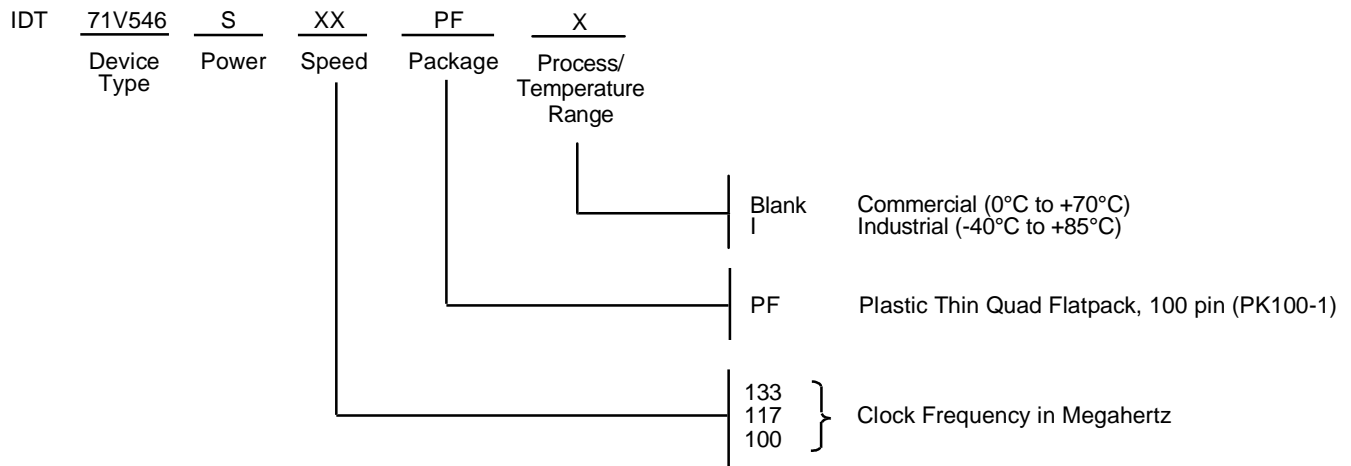 IDT 71V546 S XX PF X
Device Type Power Speed Package Process/
Temperature
Range
Blank Commercial (0°C to +70°C)
I Industrial (-40°C to +85°C)
PF Plastic Thin Quad Flatpack, 100 pin (PK100-1)
133
117 Clock Frequency in Megahertz
100